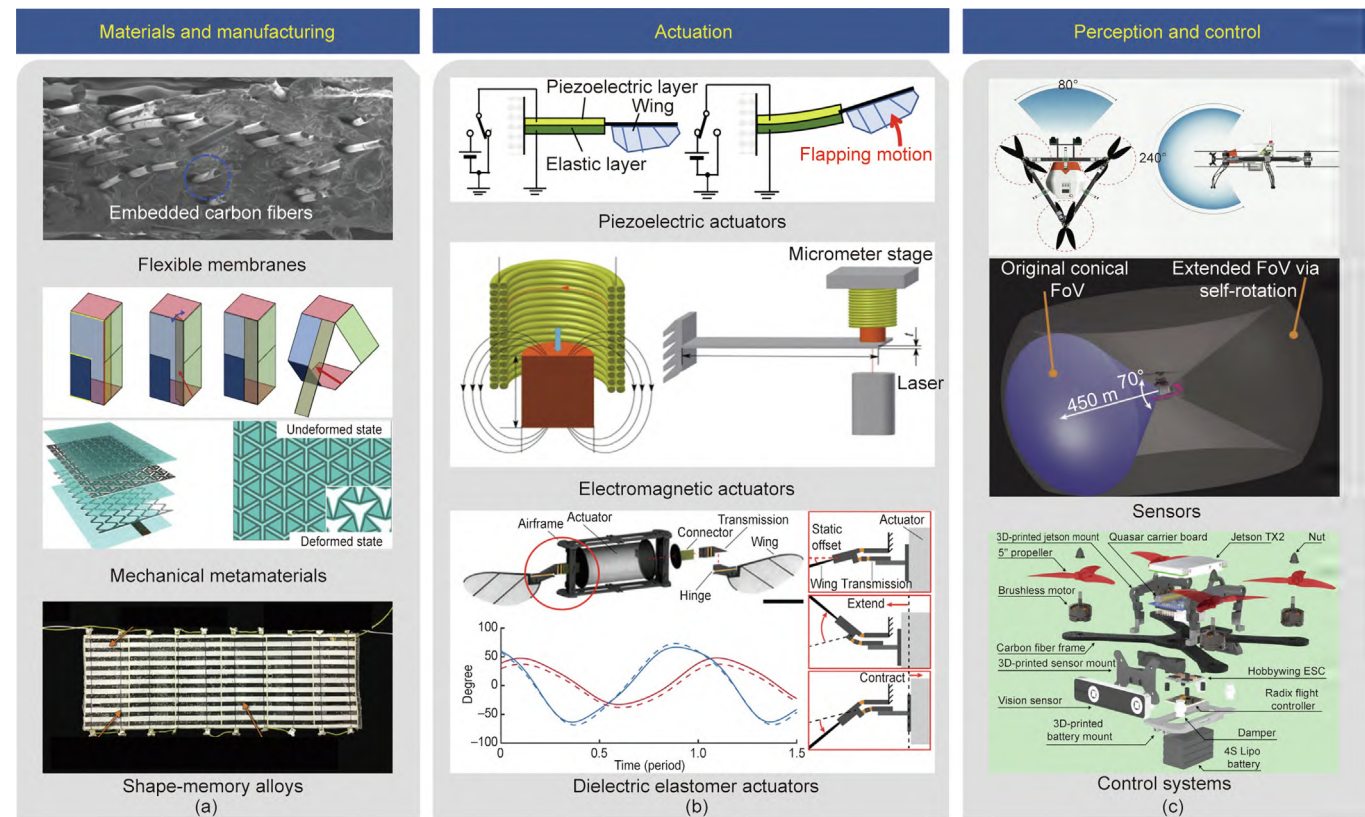 Materials and manufacturing
Embedded carbon fibers
Flexible membranes
Undeformed state
Deformed state
Mechanical metamaterials
Shape-memory alloys
(a)
Actuation
Piezoelectric layer
Wing
Elastic layer
Flapping motion
Piezoelectric actuators
Micrometer stage
Laser
Electromagnetic actuators
Airframe
Actuator
Connector
Transmission
Wing
Hinge
Static
offset
Actuator
Wing Transmission
Extend
Contract
Degree
100
50
0
−50
−100
0
0.5
1.0
1.5
Time (period)
Dielectric elastomer actuators
(b)
Perception and control
80°
240°
Original conical
FoV
Extended FoV via
self-rotation
70°
450 m
Sensors
3D-printed jetson mount
Quasar carrier board
Jetson TX2
Nut
5" propeller
Brushless motor
Carbon fiber frame
3D-printed sensor mount
Hobbywing ESC
Vision sensor
Radix flight
controller
3D-printed
battery mount
Damper
4S Lipo
battery
Control systems
(c)